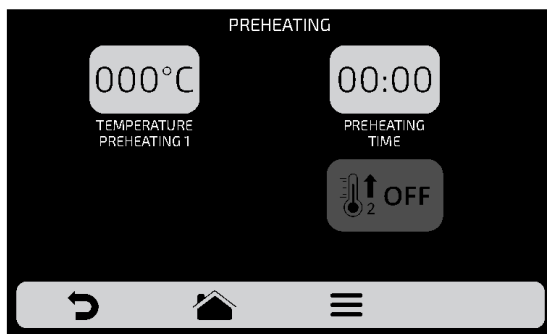 PREHEATING
000°C
00:00
TEMPERATURE
PREHEATING 1
PREHEATING
TIME
2 OFF